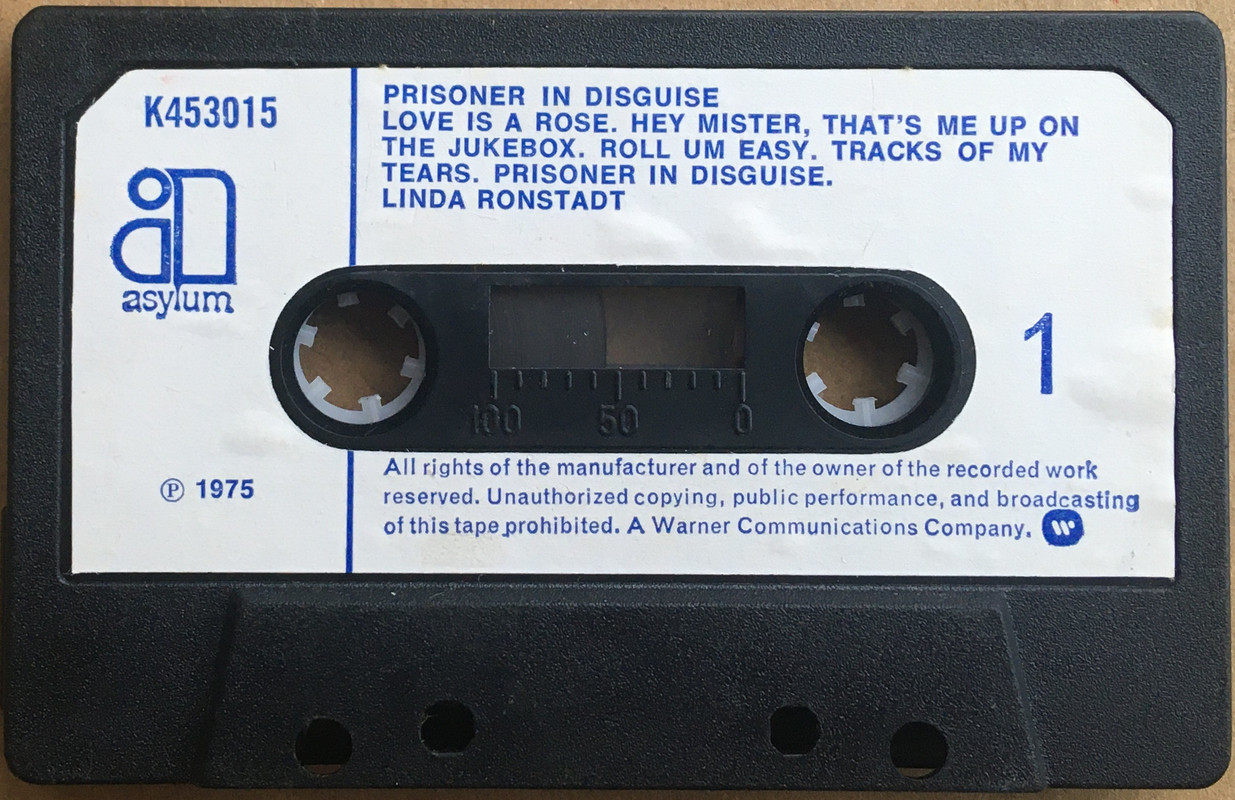 K453015
asylum
℗ 1975
PRISONER IN DISGUISE
LOVE IS A ROSE. HEY MISTER, THAT'S ME UP ON
THE JUKEBOX. ROLL UM EASY. TRACKS OF MY
TEARS. PRISONER IN DISGUISE.
LINDA RONSTADT
1
100 50 0
All rights of the manufacturer and of the owner of the recorded work
reserved. Unauthorized copying, public performance, and broadcasting
of this tape prohibited. A Warner Communications Company.